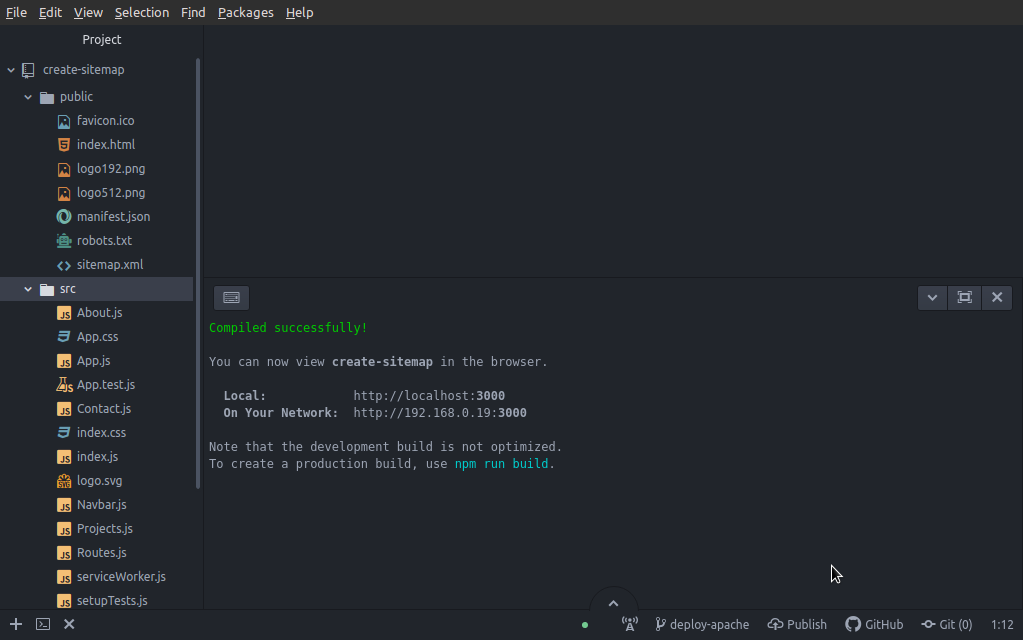 File Edit View Selection Find Packages Help
Project
create-sitemap
public
favicon.ico
index.html
logo192.png
logo512.png
manifest.json
robots.txt
sitemap.xml
src
About.js
App.css
App.js
App.test.js
Contact.js
index.css
index.js
logo.svg
Navbar.js
Projects.js
Routes.js
serviceWorker.js
setupTests.js
Compiled successfully!
You can now view create-sitemap in the browser.
Local: http://localhost:3000
On Your Network: http://192.168.0.19:3000
Note that the development build is not optimized.
To create a production build, use npm run build.
deploy-apache Publish GitHub Git (0) 1:12